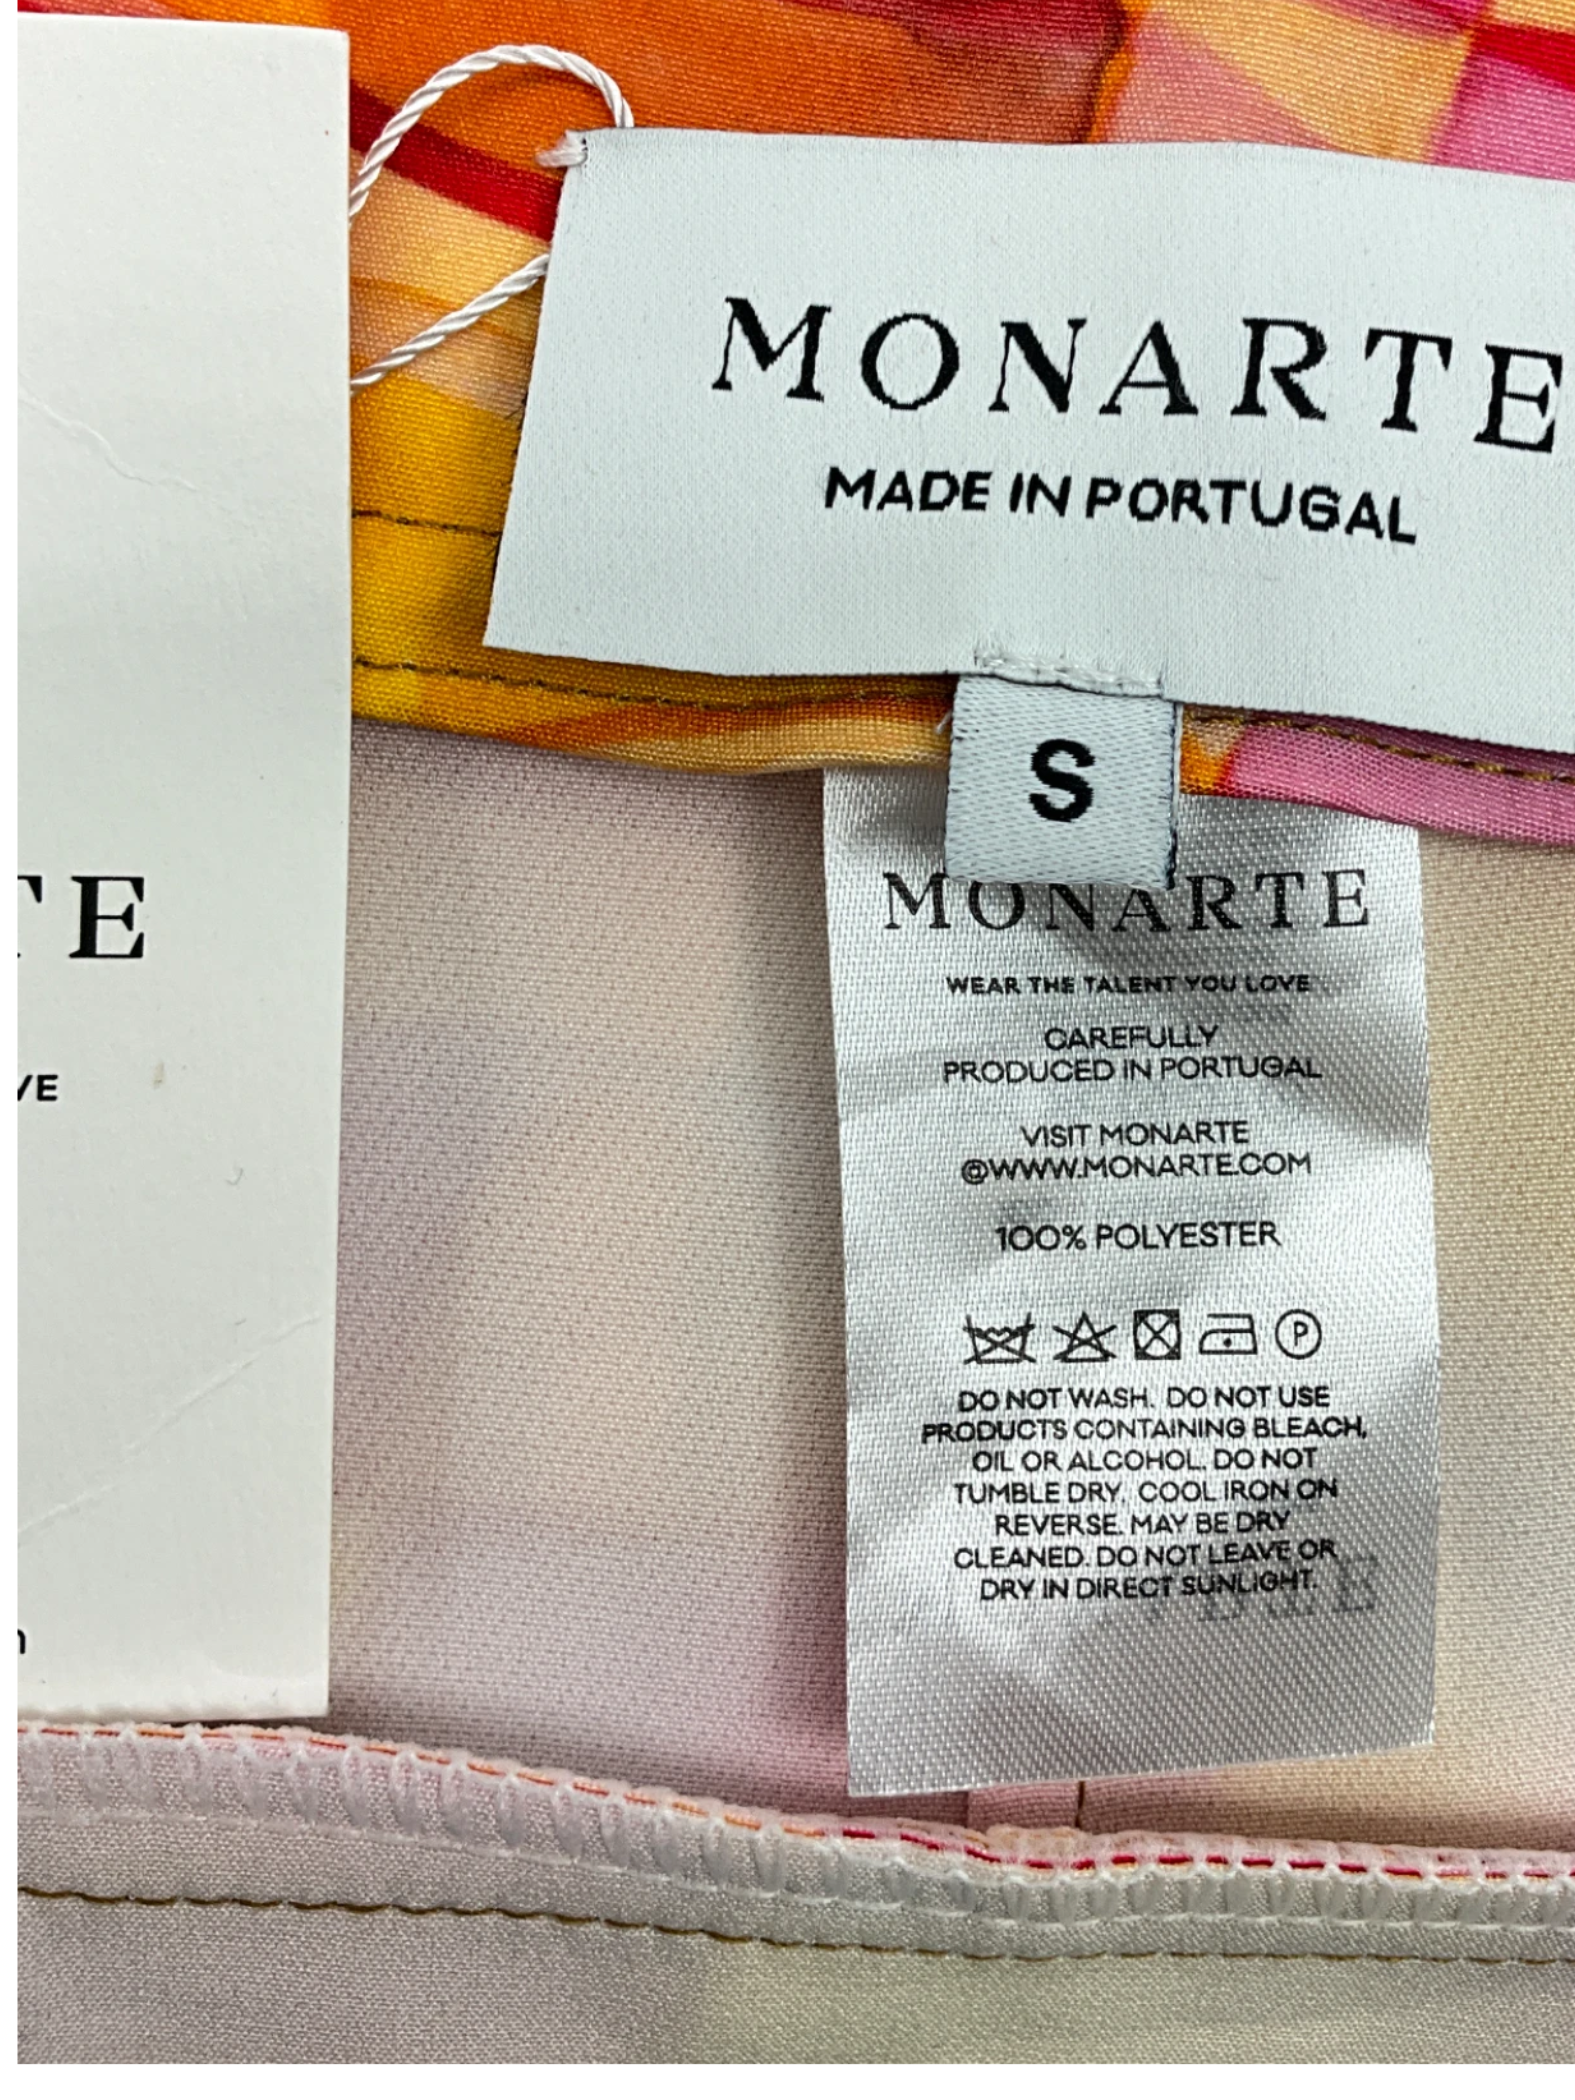 MONARTE
MADE IN PORTUGAL
S
TE
VE
MONARTE
WEAR THE TALENT YOU LOVE
CAREFULLY
PRODUCED IN PORTUGAL
VISIT MONARTE
@WWW.MONARTE.COM
100% POLYESTER
P
DO NOT WASH. DO NOT USE
PRODUCTS CONTAINING BLEACH,
OIL OR ALCOHOL. DO NOT
TUMBLE DRY. COOL IRON ON
REVERSE. MAY BE DRY
CLEANED. DO NOT LEAVE OR
DRY IN DIRECT SUNLIGHT.